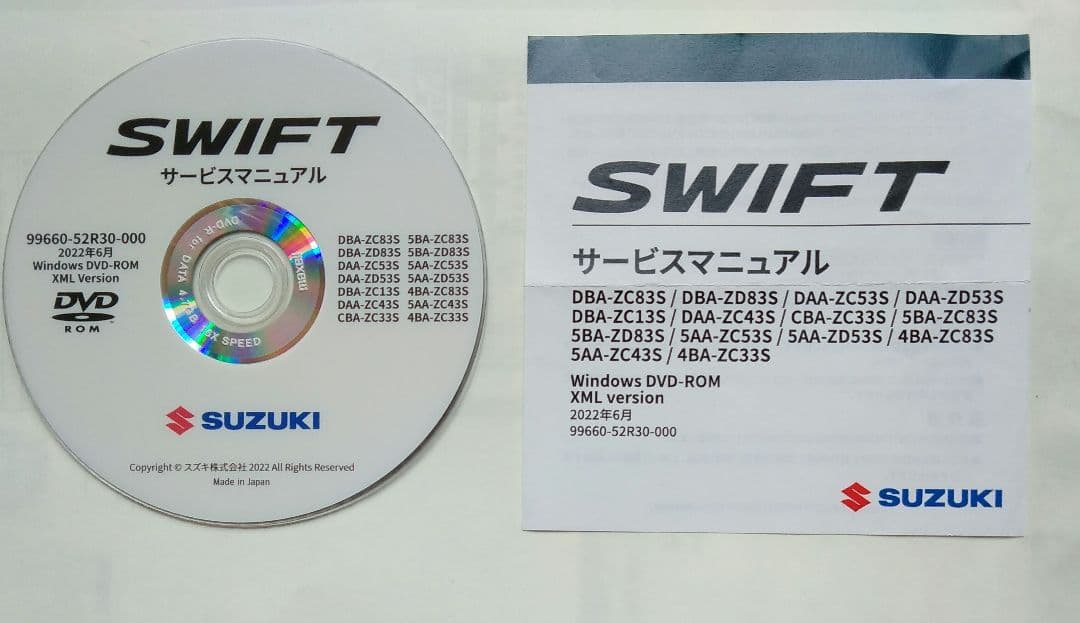 SWIFT
サービスマニュアル
99660-52R30-000
2022年6月
Windows DVD-ROM
XML Version
DVD
ROM
DVD-R for DATA 4.7GB
8X SPEED
maxell
DBA-ZC83S 5BA-ZC83S
DBA-ZD83S 5BA-ZD83S
DAA-ZC53S 5AA-ZC53S
DAA-ZD53S 5AA-ZD53S
DBA-ZC13S 4BA-ZC83S
DAA-ZC43S 5AA-ZC43S
CBA-ZC33S 4BA-ZC33S
SUZUKI
Copyright © スズキ株式会社 2022 All Rights Reserved
Made in Japan
SWIFT
サービスマニュアル
DBA-ZC83S / DBA-ZD83S / DAA-ZC53S / DAA-ZD53S
DBA-ZC13S / DAA-ZC43S / CBA-ZC33S / 5BA-ZC83S
5BA-ZD83S / 5AA-ZC53S / 5AA-ZD53S / 4BA-ZC83S
5AA-ZC43S / 4BA-ZC33S
Windows DVD-ROM
XML version
2022年6月
99660-52R30-000
SUZUKI